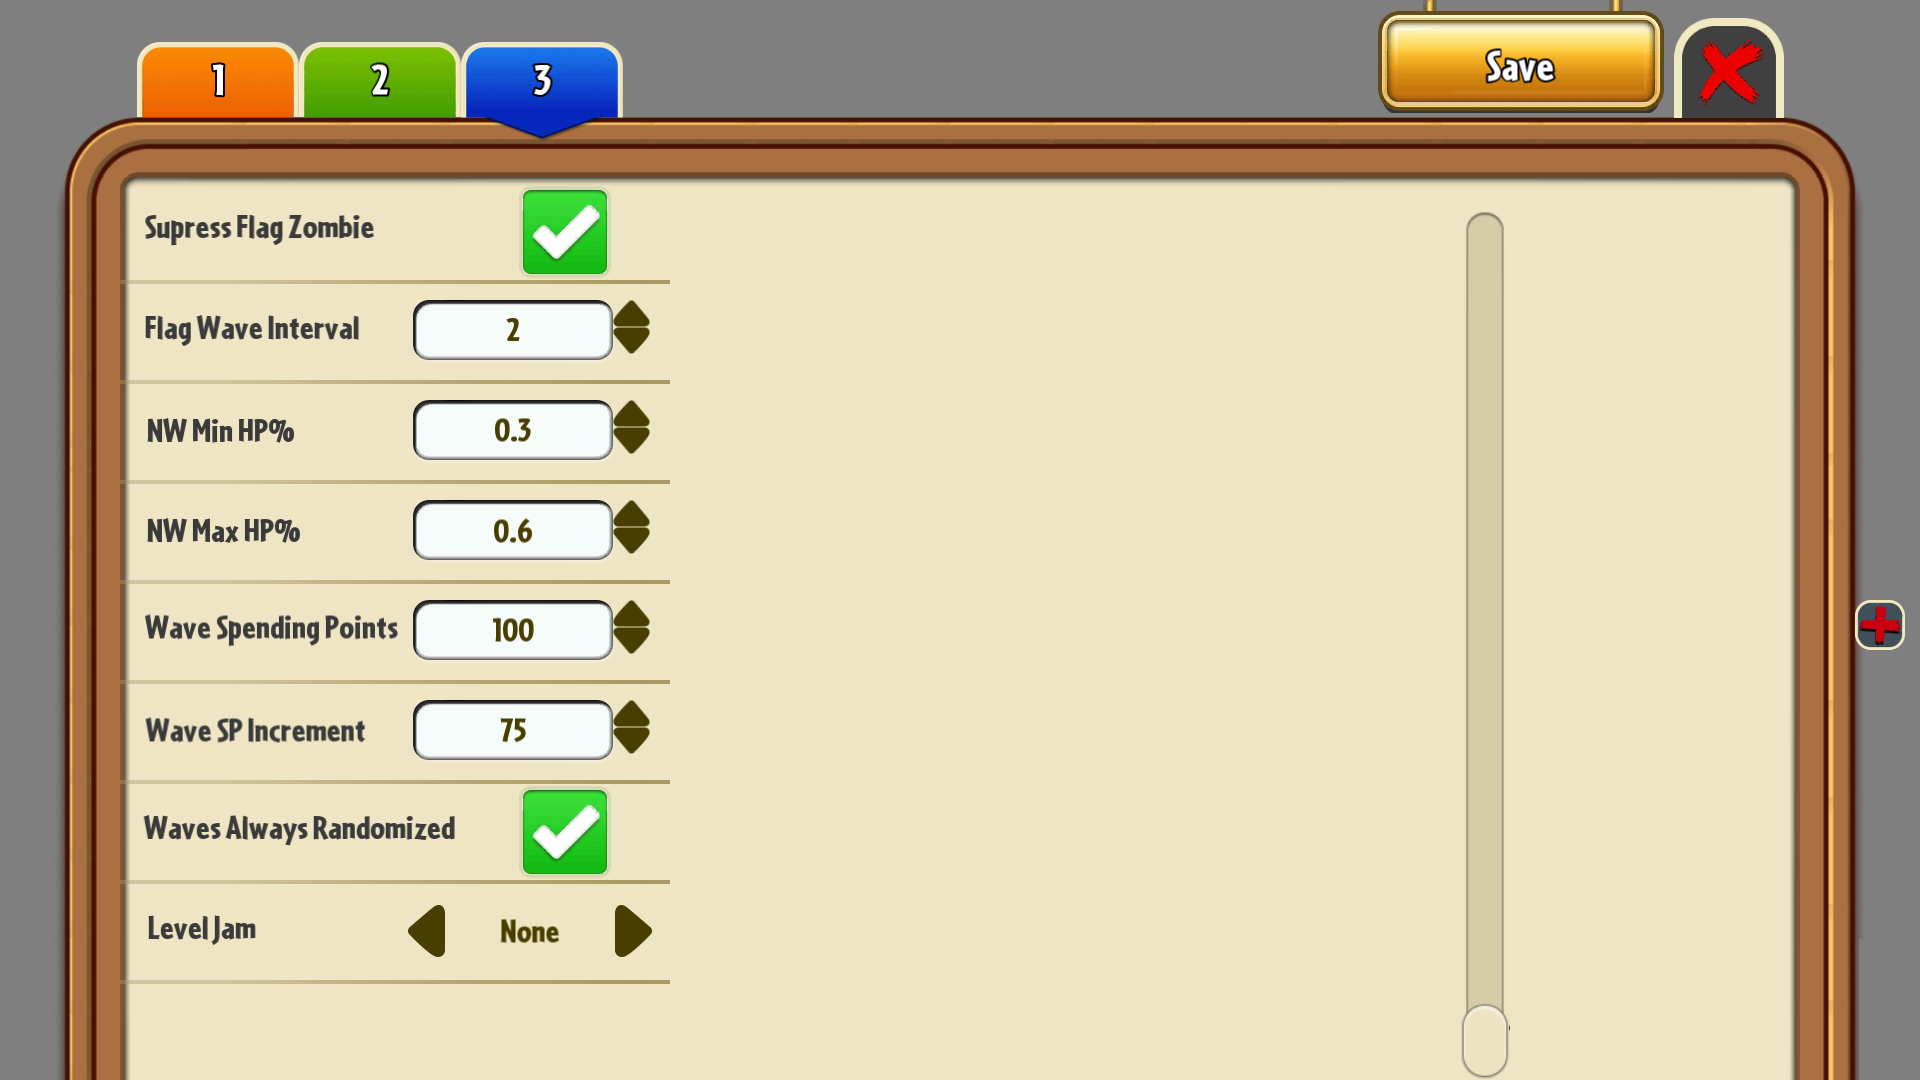 1
2
3
Save
Supress Flag Zombie
Flag Wave Interval
2
NW Min HP%
0.3
NW Max HP%
0.6
Wave Spending Points
100
Wave SP Increment
75
Waves Always Randomized
Level Jam
None